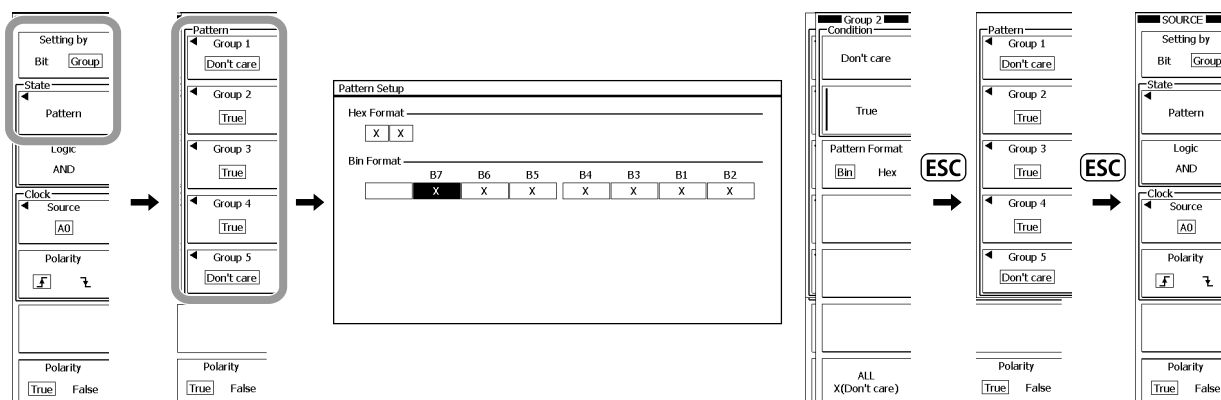 Setting by
Bit Group
State
Pattern
Logic
AND
Clock
Source
A0
Polarity
Polarity
True False
Pattern
Group 1
Don't care
Group 2
True
Group 3
True
Group 4
True
Group 5
Don't care
Polarity
True False
Pattern Setup
Hex Format
X X
Bin Format
B7 B6 B5 B4 B3 B1 B2
X X X X X X X
Group 2
Condition
Don't care
True
Pattern Format
Bin Hex
ALL
X(Don't care)
ESC
Pattern
Group 1
Don't care
Group 2
True
Group 3
True
Group 4
True
Group 5
Don't care
Polarity
True False
ESC
SOURCE
Setting by
Bit Group
State
Pattern
Logic
AND
Clock
Source
A0
Polarity
Polarity
True False